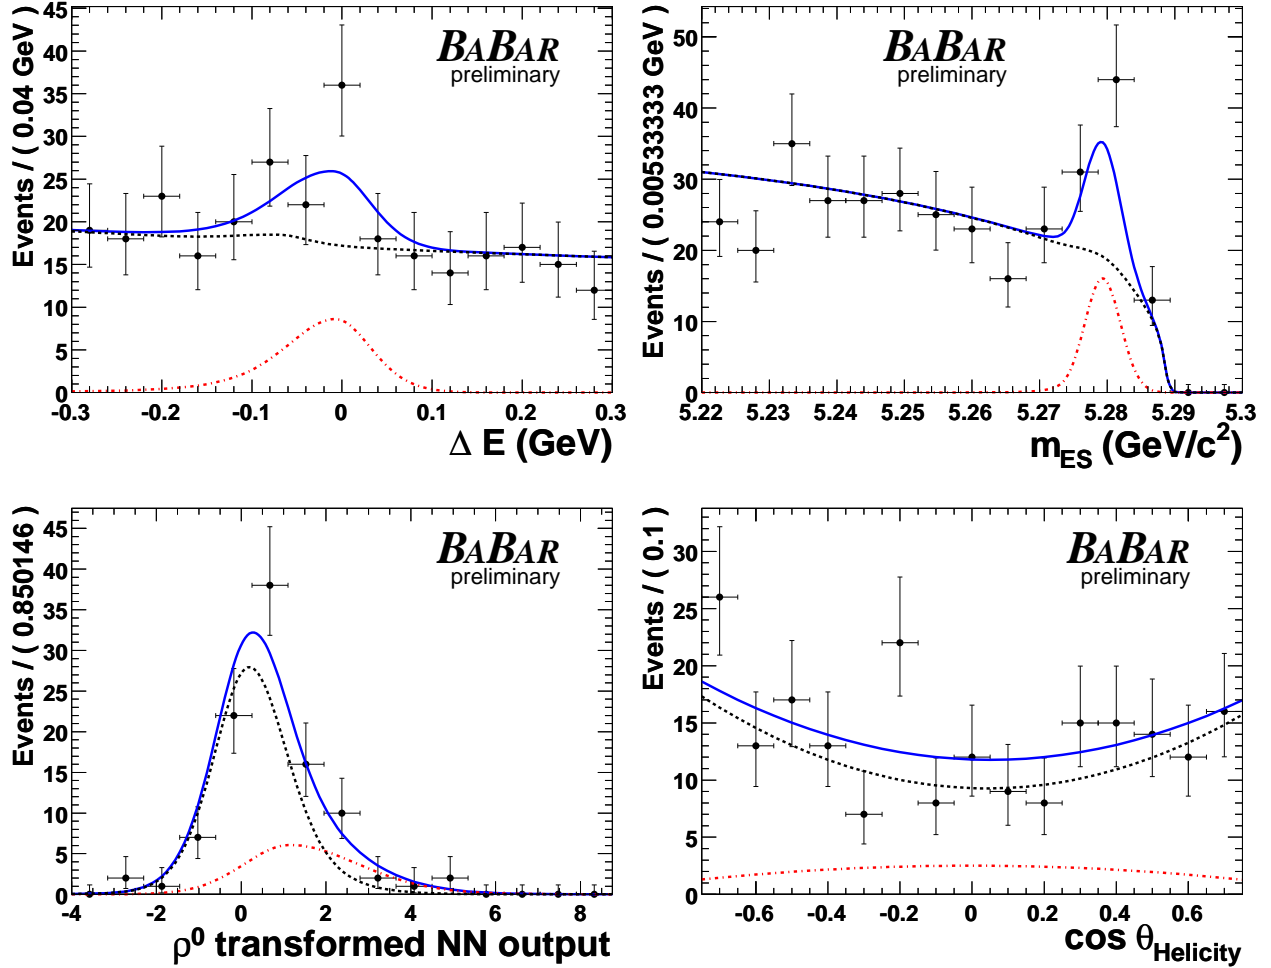 Events / ( 0.04 GeV )
45
40
35
30
25
20
15
10
5
0
BABAR
preliminary
-0.3 -0.2 -0.1 0 0.1 0.2 0.3
Δ E (GeV)
Events / ( 0.00533333 GeV )
50
40
30
20
10
0
BABAR
preliminary
5.22 5.23 5.24 5.25 5.26 5.27 5.28 5.29 5.3
m_ES (GeV/c²)
Events / ( 0.850146 )
45
40
35
30
25
20
15
10
5
0
BABAR
preliminary
-4 -2 0 2 4 6 8
ρ⁰ transformed NN output
Events / ( 0.1 )
30
25
20
15
10
5
0
BABAR
preliminary
-0.6 -0.4 -0.2 0 0.2 0.4 0.6
cos θ_Helicity